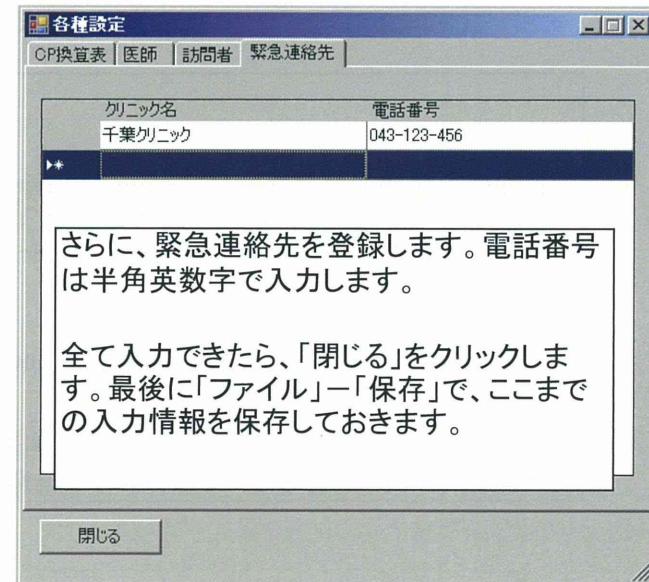 各種設定
CP換算表 医師 訪問者 緊急連絡先
クリニック名 電話番号
千葉クリニック 043-123-456
さらに、緊急連絡先を登録します。電話番号
は半角英数字で入力します。
全て入力できたら、「閉じる」をクリックしま
す。最後に「ファイル」ー「保存」で、ここまで
の入力情報を保存しておきます。
閉じる